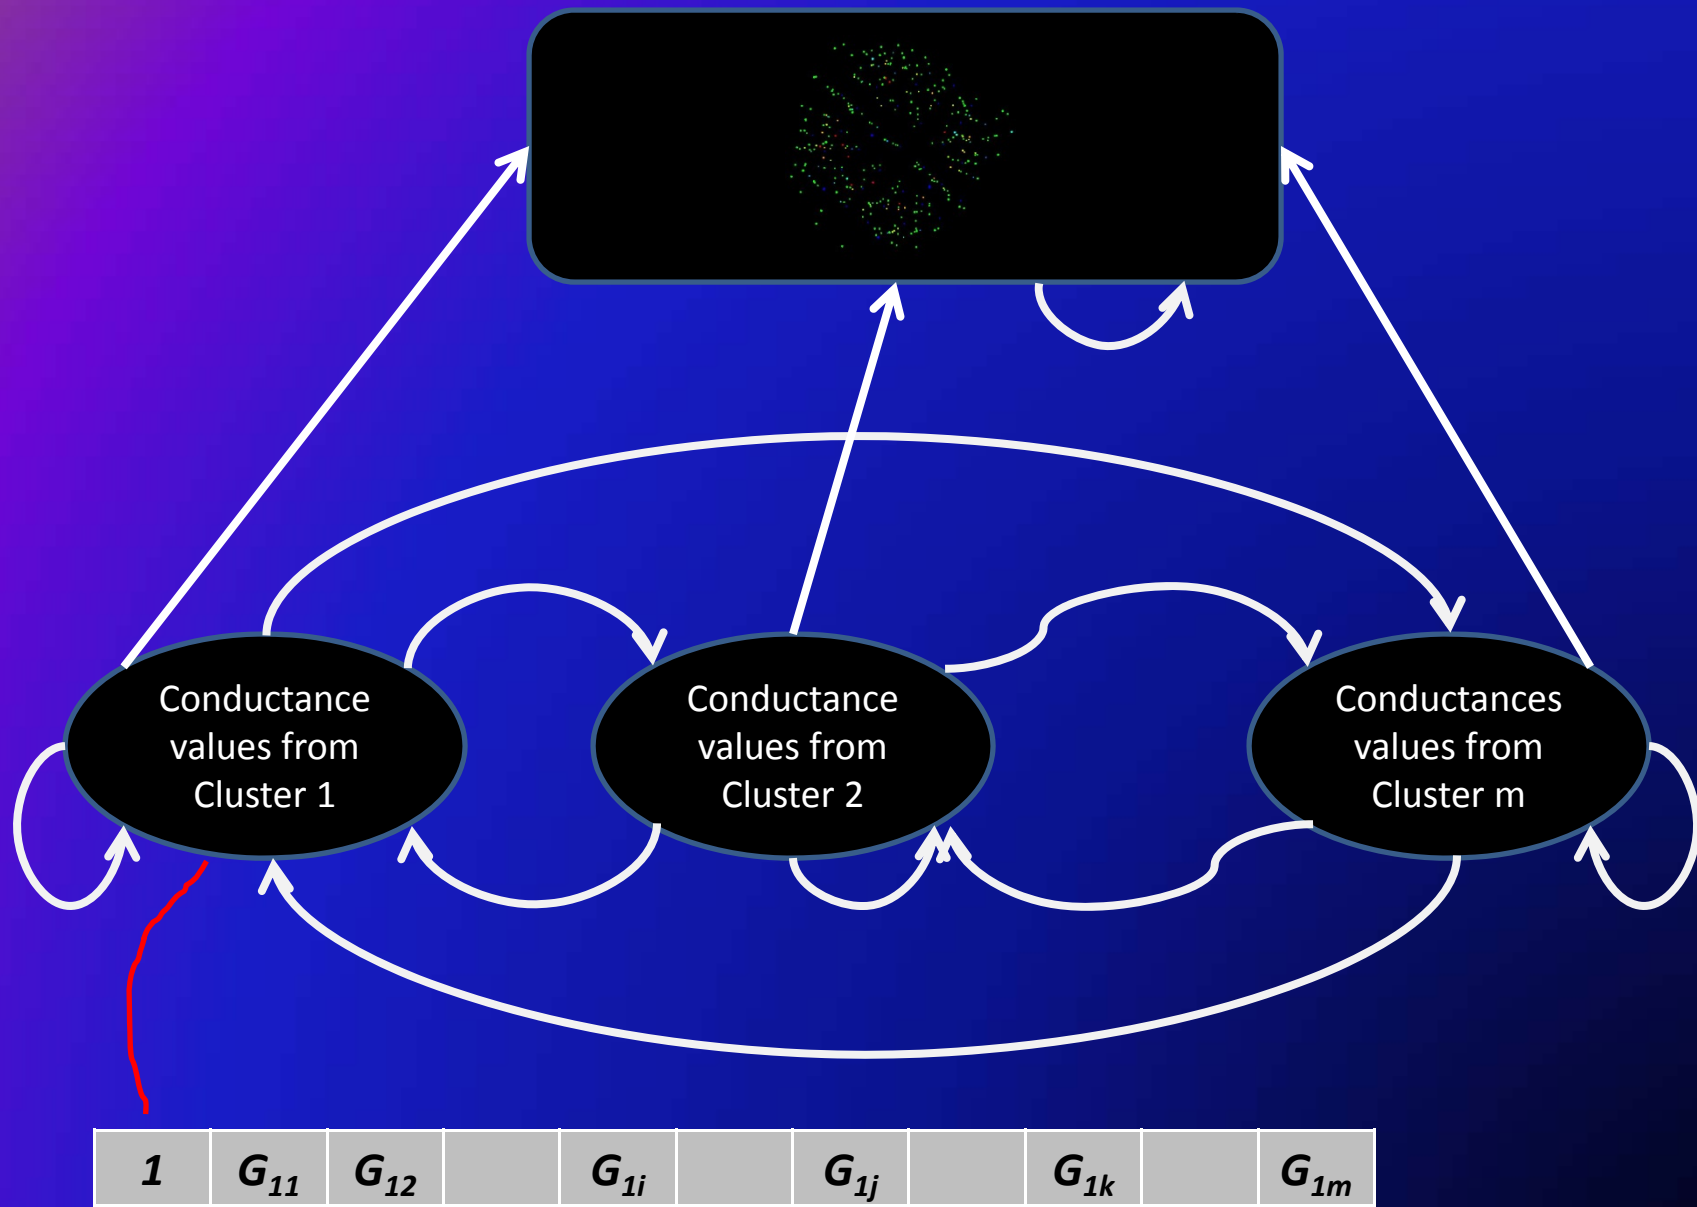 Conductance
values from
Cluster 1
Conductance
values from
Cluster 2
Conductances
values from
Cluster m
1 G11 G12 G1i G1j G1k G1m